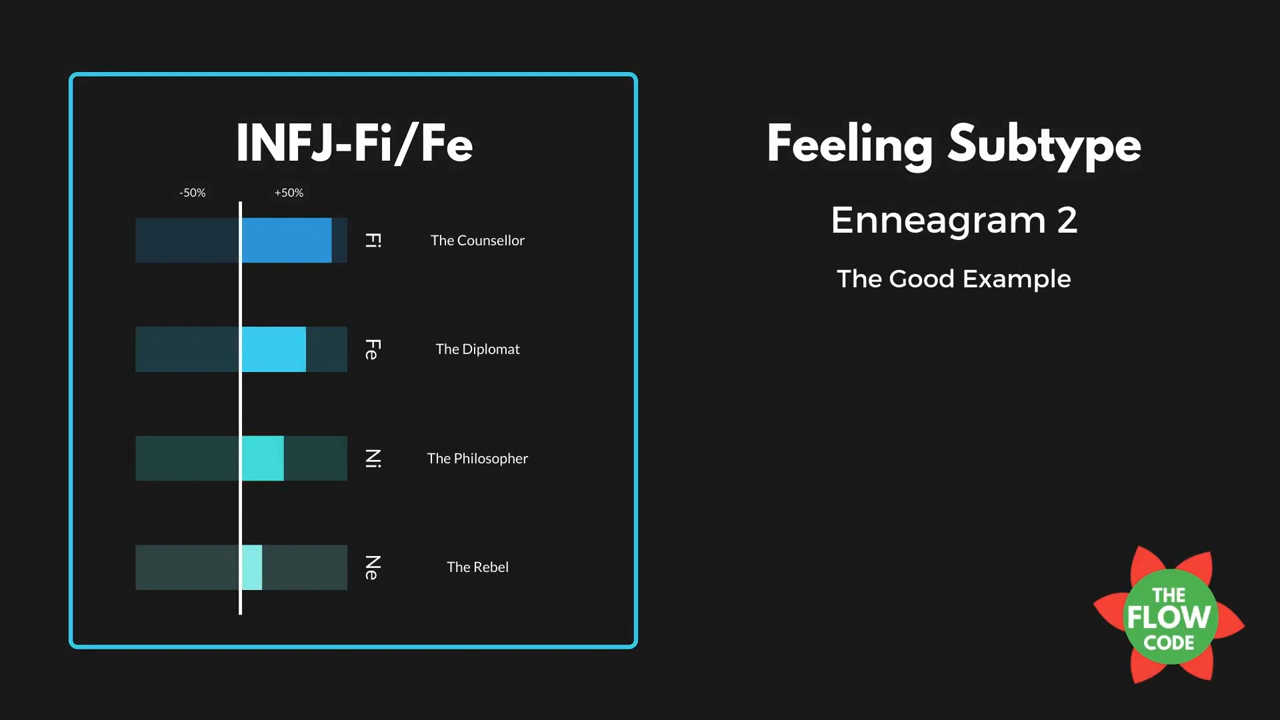 INFJ-Fi/Fe
-50%
+50%
Fi
The Counsellor
Fe
The Diplomat
Ni
The Philosopher
Ne
The Rebel
Feeling Subtype
Enneagram 2
The Good Example
THE
FLOW
CODE